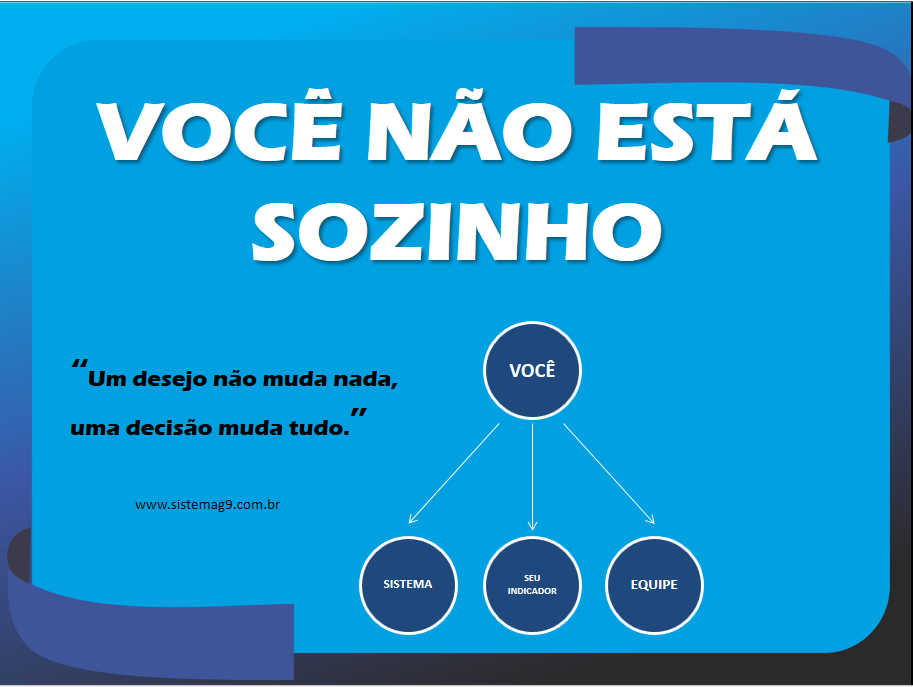 VOCÊ NÃO ESTÁ
SOZINHO
“Um desejo não muda nada,
uma decisão muda tudo.”
www.sistemag9.com.br
VOCÊ
SISTEMA
SEU
INDICADOR
EQUIPE